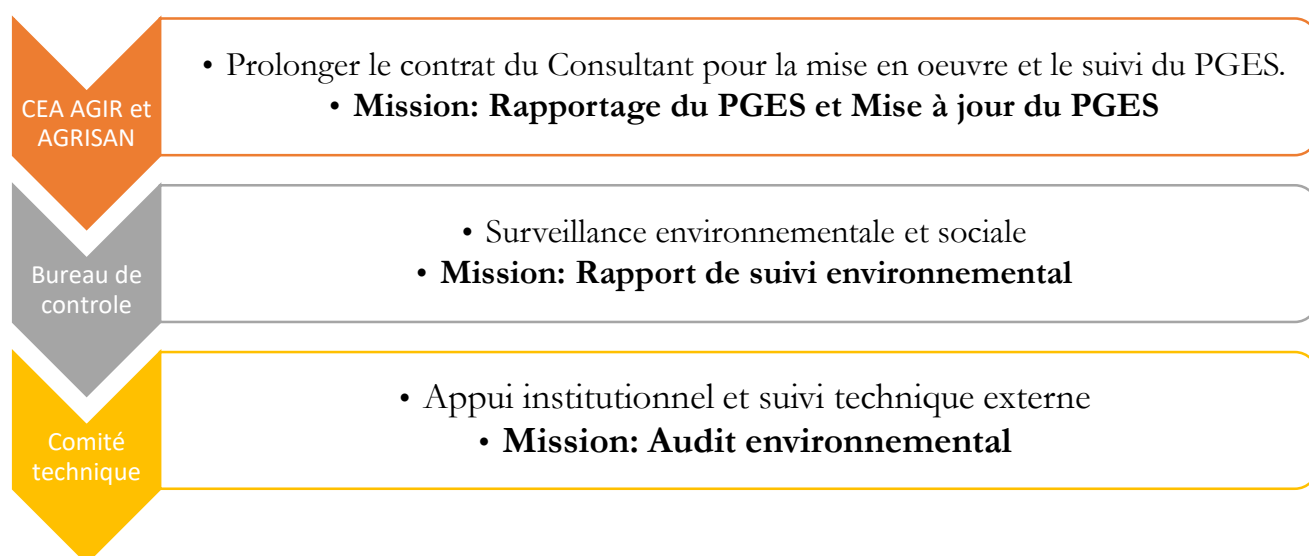 CEA AGIR et
AGRISAN
• Prolonger le contrat du Consultant pour la mise en oeuvre et le suivi du PGES.
• Mission: Rapportage du PGES et Mise à jour du PGES
Bureau de
controle
• Surveillance environnementale et sociale
• Mission: Rapport de suivi environnemental
Comité
technique
• Appui institutionnel et suivi technique externe
• Mission: Audit environnemental